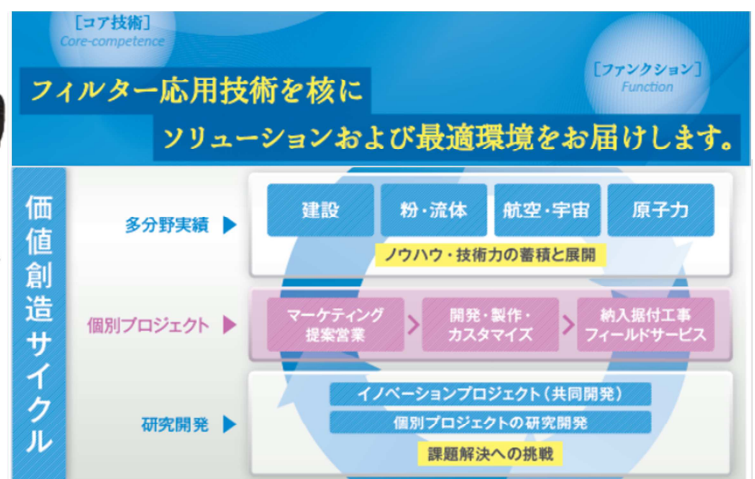 ［コア技術］
Core-competence
［ファンクション］
Function
フィルター応用技術を核に
ソリューションおよび最適環境をお届けします。
価値創造サイクル
多分野実績
建設
粉・流体
航空・宇宙
原子力
ノウハウ・技術力の蓄積と展開
個別プロジェクト
マーケティング
提案営業
開発・製作・
カスタマイズ
納入据付工事
フィールドサービス
研究開発
イノベーションプロジェクト（共同開発）
個別プロジェクトの研究開発
課題解決への挑戦